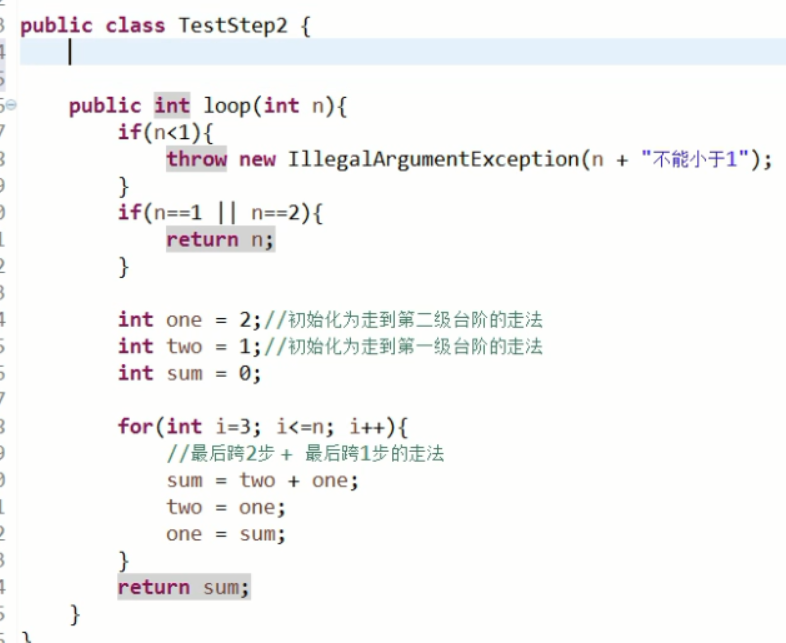 public class TestStep2 {
public int loop(int n){
if(n<1){
throw new IllegalArgumentException(n + "不能小于1");
}
if(n==1 || n==2){
return n;
}
int one = 2;//初始化为走到第二级台阶的走法
int two = 1;//初始化为走到第一级台阶的走法
int sum = 0;
for(int i=3; i<=n; i++){
//最后跨2步 + 最后跨1步的走法
sum = two + one;
two = one;
one = sum;
}
return sum;
}
}